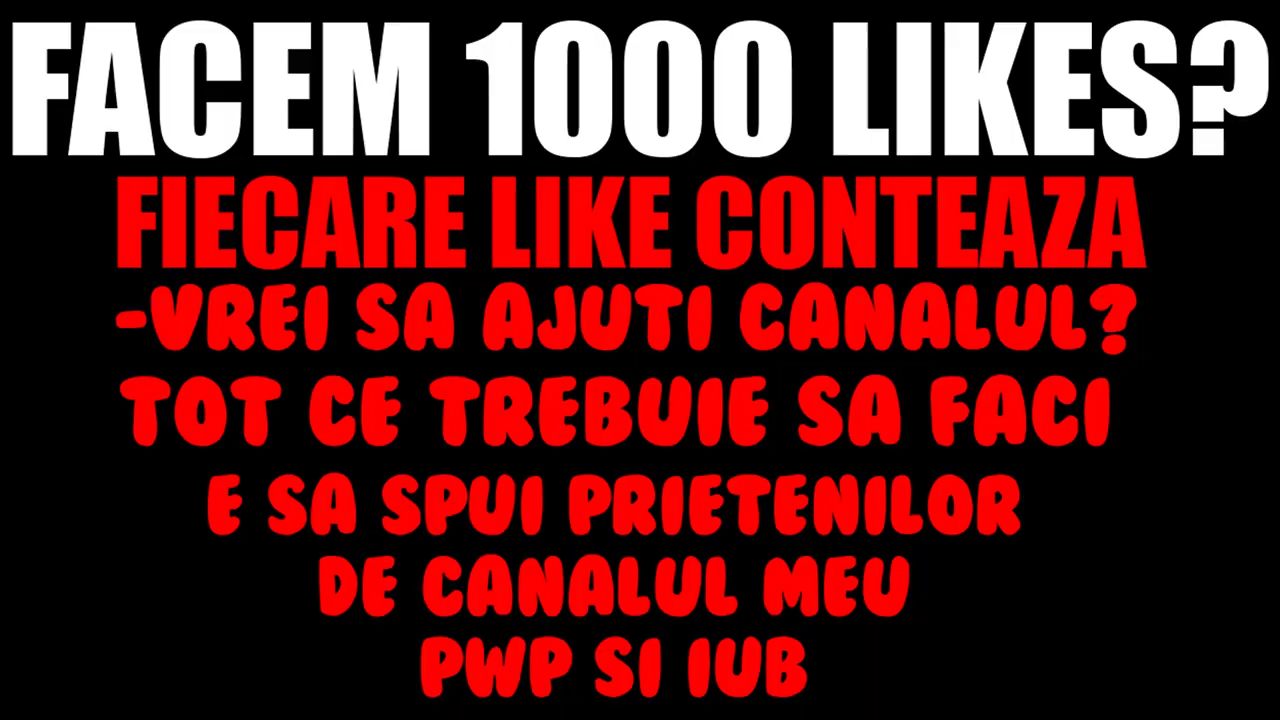 FACEM 1000 LIKES?
FIECARE LIKE CONTEAZA
-VREI SA AJUTI CANALUL?
TOT CE TREBUIE SA FACI
E SA SPUI PRIETENILOR
DE CANALUL MEU
PWP SI IUB